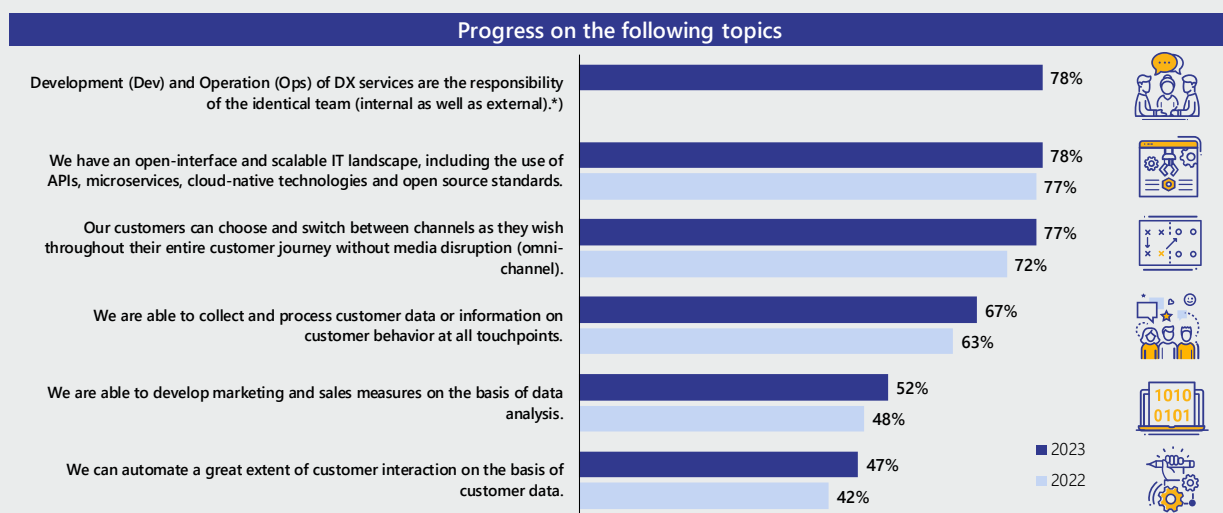 Progress on the following topics
Development (Dev) and Operation (Ops) of DX services are the responsibility
of the identical team (internal as well as external).*)
78%
We have an open-interface and scalable IT landscape, including the use of
APIs, microservices, cloud-native technologies and open source standards.
78%
77%
Our customers can choose and switch between channels as they wish
throughout their entire customer journey without media disruption (omni-
channel).
77%
72%
We are able to collect and process customer data or information on
customer behavior at all touchpoints.
67%
63%
We are able to develop marketing and sales measures on the basis of data
analysis.
52%
48%
1010
0101
We can automate a great extent of customer interaction on the basis of
customer data.
47%
42%
2023
2022